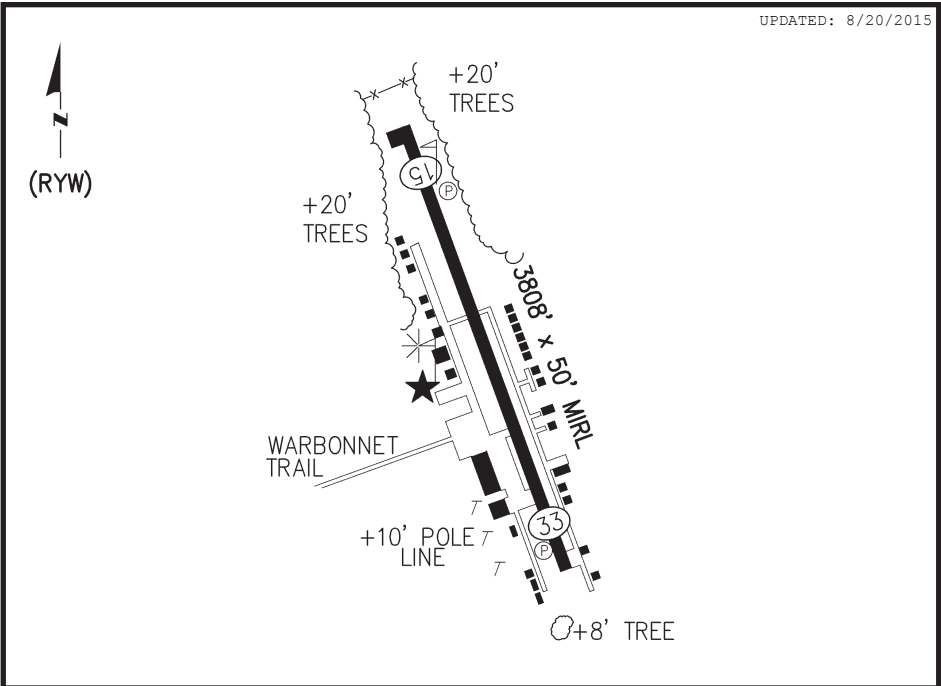 UPDATED: 8/20/2015
N
(RYW)
+20'
TREES
15
P
+20'
TREES
3808' x 50' MIRL
WARBONNET
TRAIL
+10' POLE
LINE
T
T
T
33
P
+8' TREE